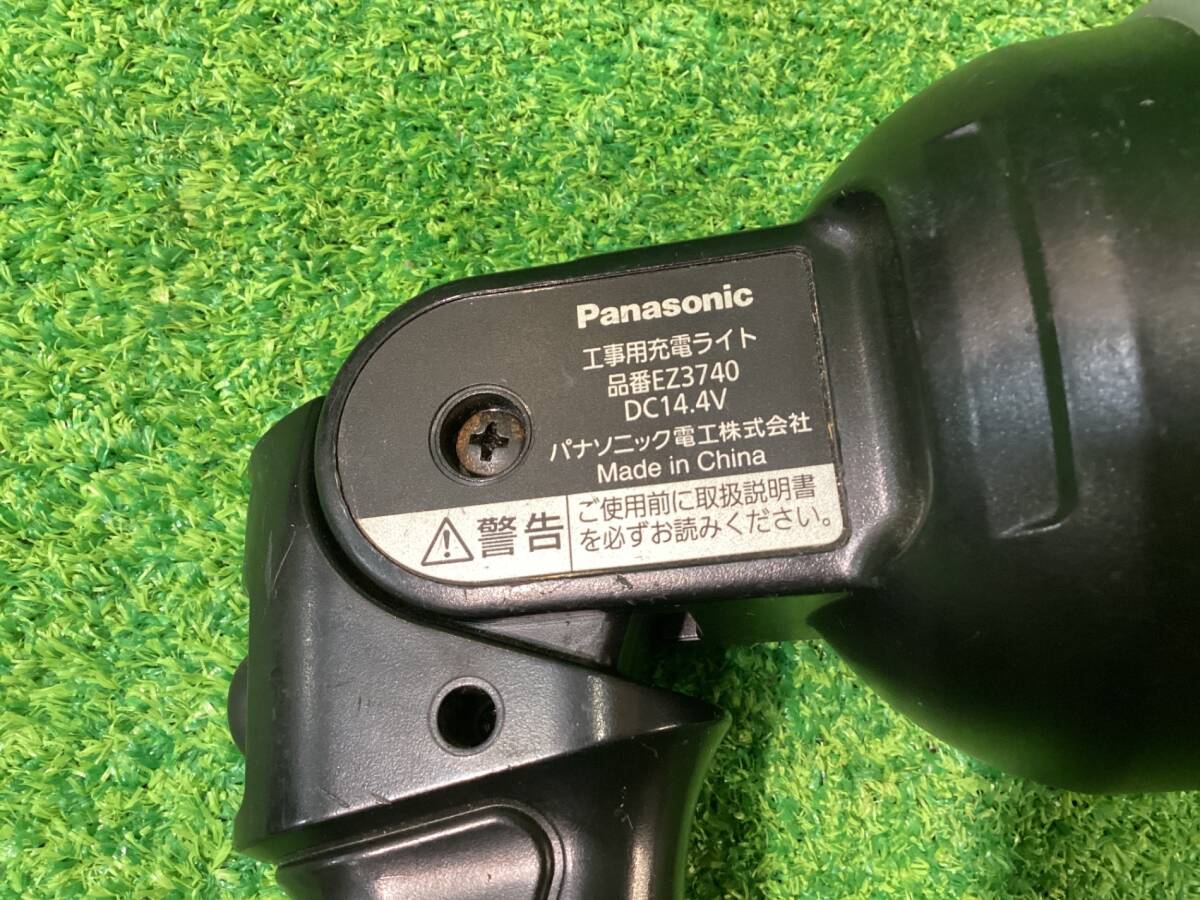 Panasonic
工事用充電ライト
品番EZ3740
DC14.4V
パナソニック電工株式会社
Made in China
警告
ご使用前に取扱説明書
を必ずお読みください。